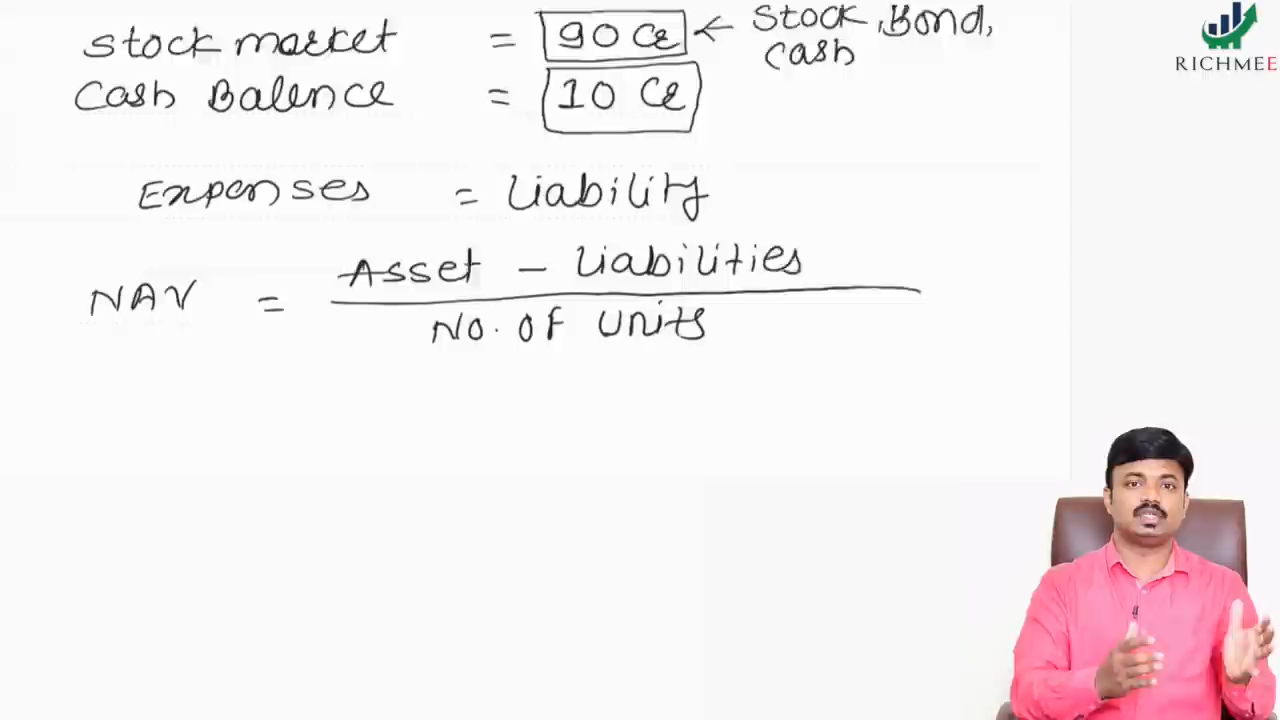 Stock market = 90 Cr ← Stock, Bond,
cash
Cash Balence = 10 Cr
RICHMEE
Expenses = Liability
NAV = Asset - Liabilities
No. of Units